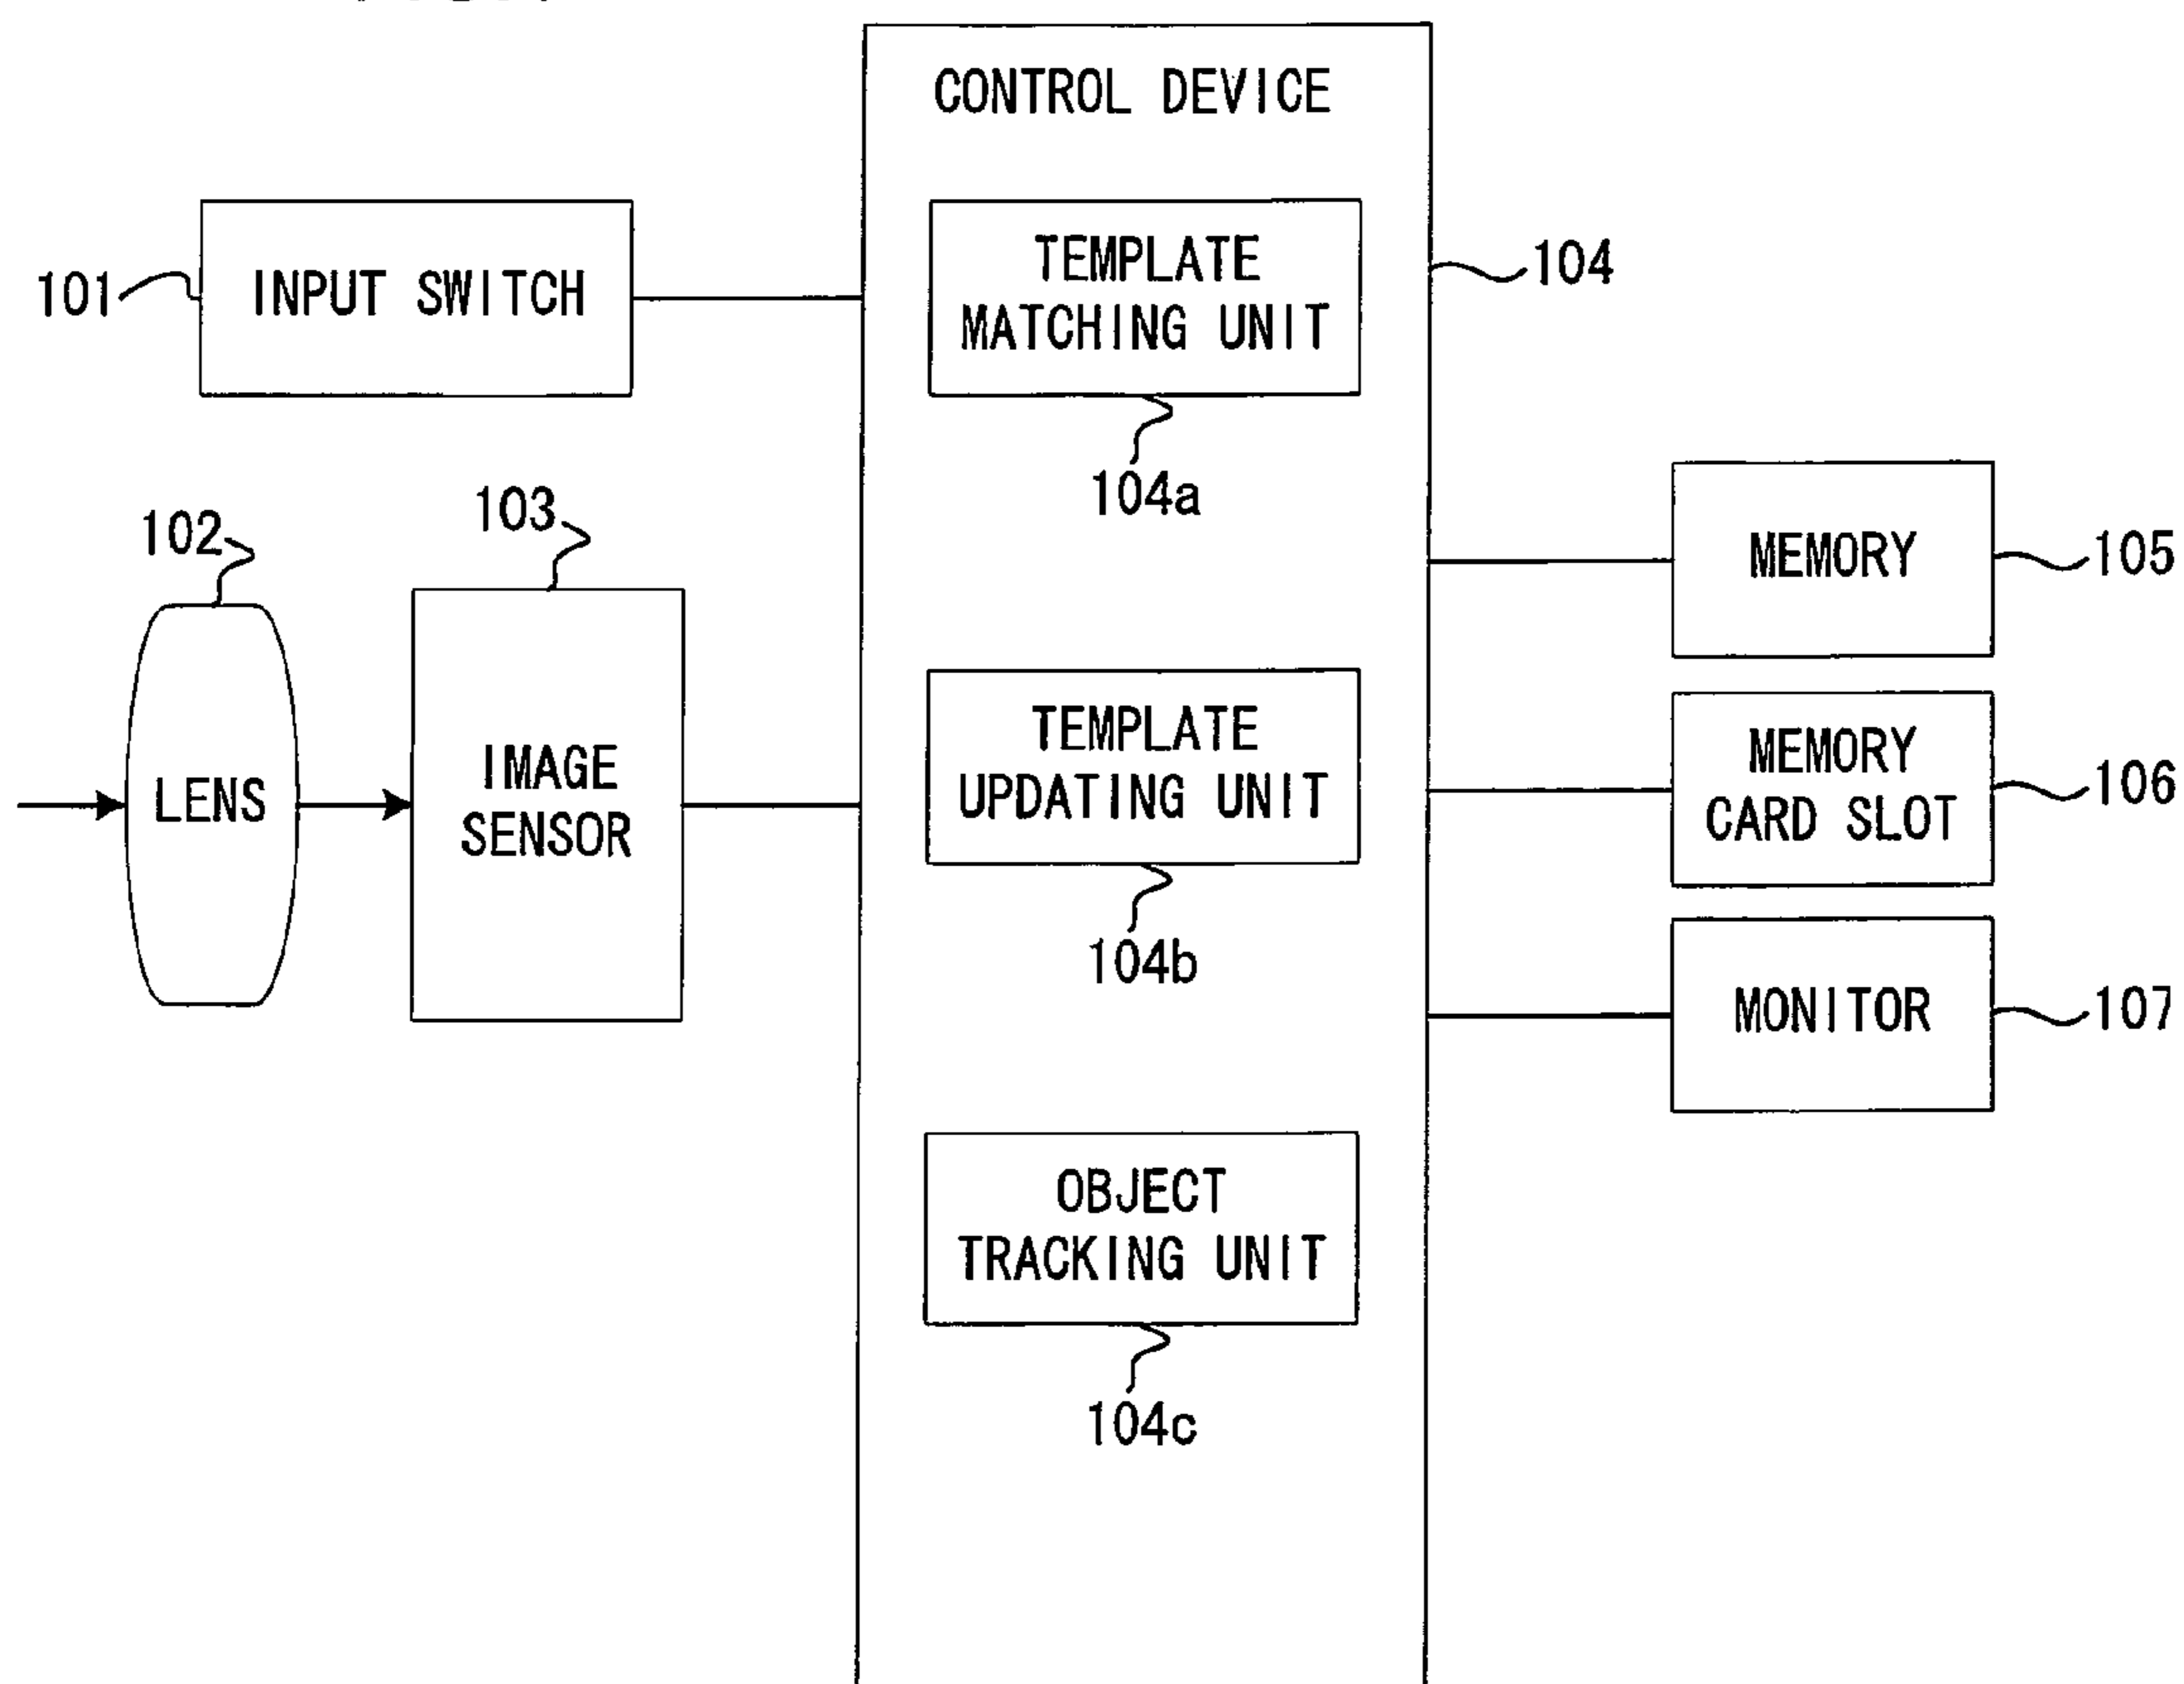 CONTROL DEVICE
101
INPUT SWITCH
TEMPLATE
MATCHING UNIT
104
104a
102
103
LENS
IMAGE
SENSOR
TEMPLATE
UPDATING UNIT
104b
MEMORY
105
MEMORY
CARD SLOT
106
MONITOR
107
OBJECT
TRACKING UNIT
104c